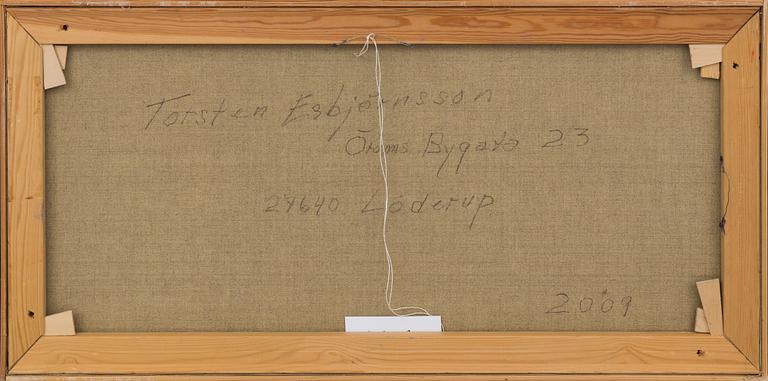 Torsten Esbjörnsson
Örums Bygata 23
27640 Löderup
2009